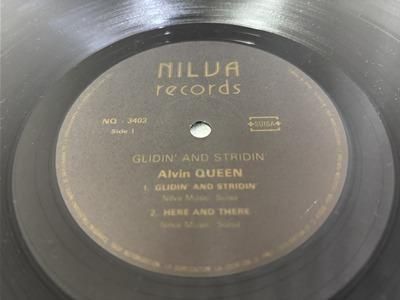 NILVA
records
NQ - 3403
SUISA
Side 1
GLIDIN' AND STRIDIN'
Alvin QUEEN
1. GLIDIN' AND STRIDIN'
Nilva Music: Suisa
2. HERE AND THERE
Nilva Music: Suisa